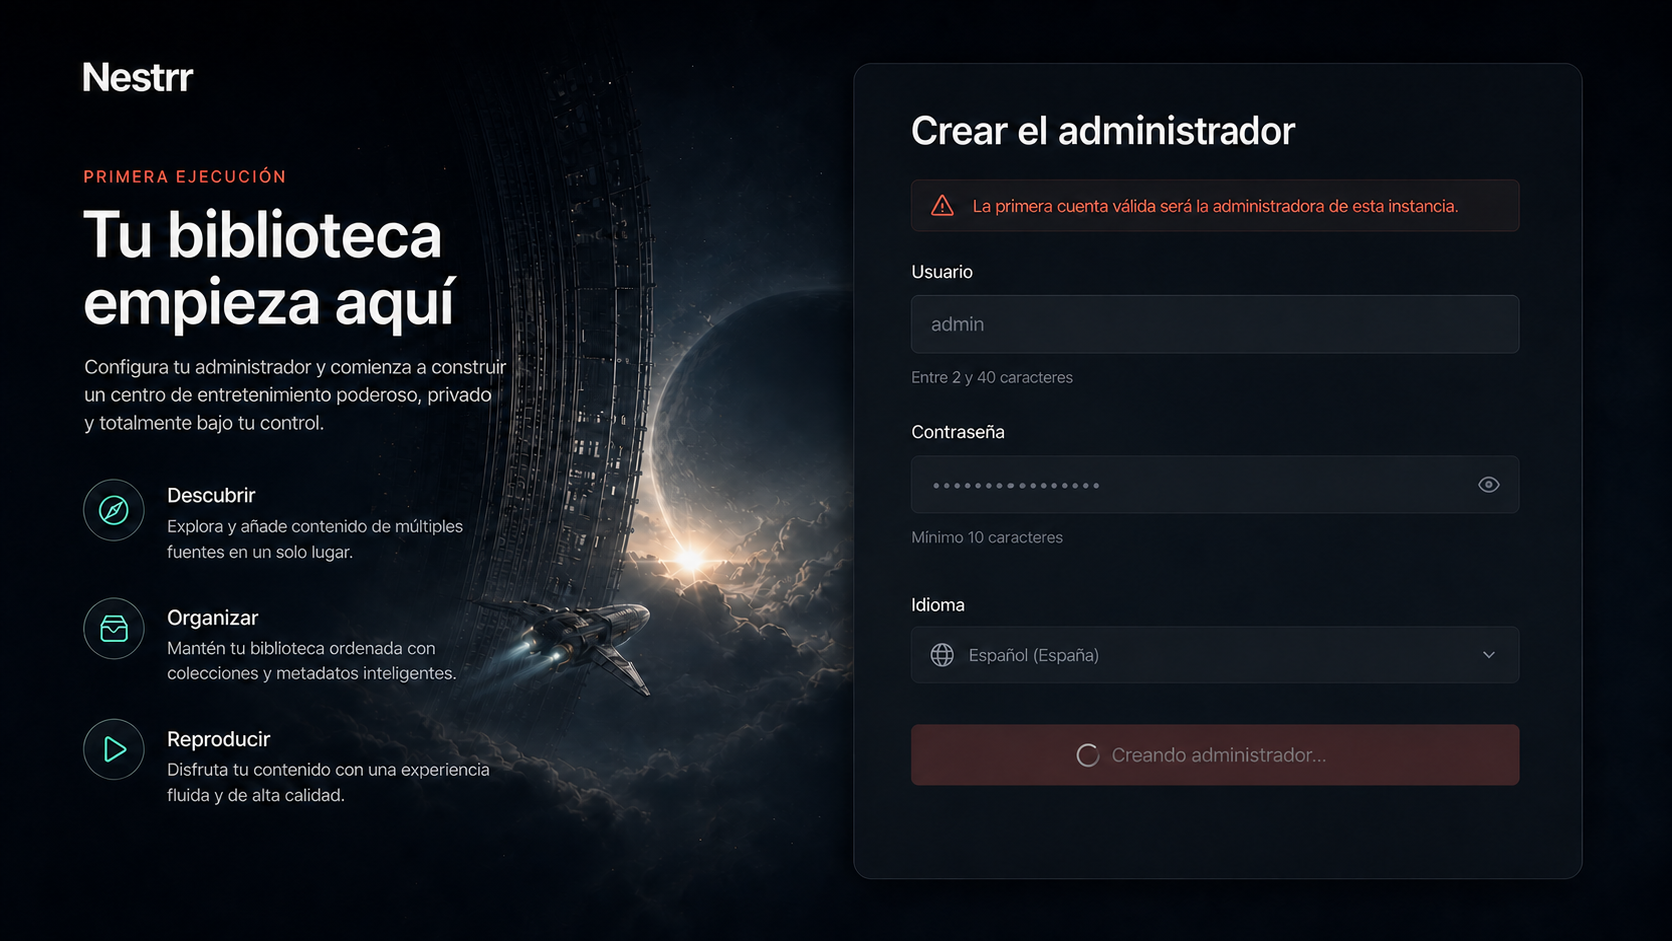 Nestrr
PRIMERA EJECUCIÓN
Tu biblioteca
empieza aquí
Configura tu administrador y comienza a construir
un centro de entretenimiento poderoso, privado
y totalmente bajo tu control.
Descubrir
Explora y añade contenido de múltiples
fuentes en un solo lugar.
Organizar
Mantén tu biblioteca ordenada con
colecciones y metadatos inteligentes.
Reproducir
Disfruta tu contenido con una experiencia
fluida y de alta calidad.
Crear el administrador
La primera cuenta válida será la administradora de esta instancia.
Usuario
admin
Entre 2 y 40 caracteres
Contraseña
••••••••••••••••
Mínimo 10 caracteres
Idioma
Español (España)
Creando administrador...